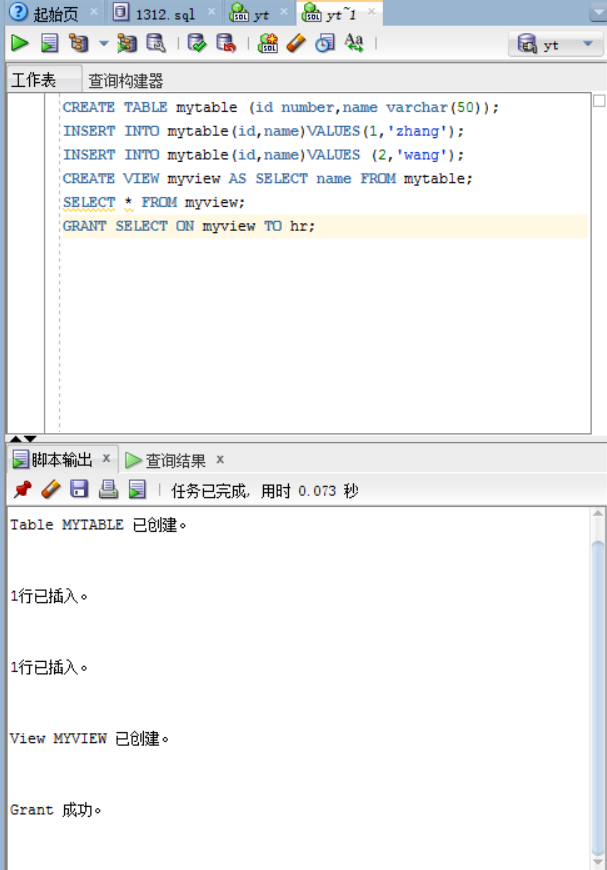 起始页 1312.sql yt yt~1
yt
工作表 查询构建器
CREATE TABLE mytable (id number,name varchar(50));
INSERT INTO mytable(id,name)VALUES(1,'zhang');
INSERT INTO mytable(id,name)VALUES (2,'wang');
CREATE VIEW myview AS SELECT name FROM mytable;
SELECT * FROM myview;
GRANT SELECT ON myview TO hr;
脚本输出 x 查询结果 x
任务已完成, 用时 0.073 秒
Table MYTABLE 已创建。
1行已插入。
1行已插入。
View MYVIEW 已创建。
Grant 成功。